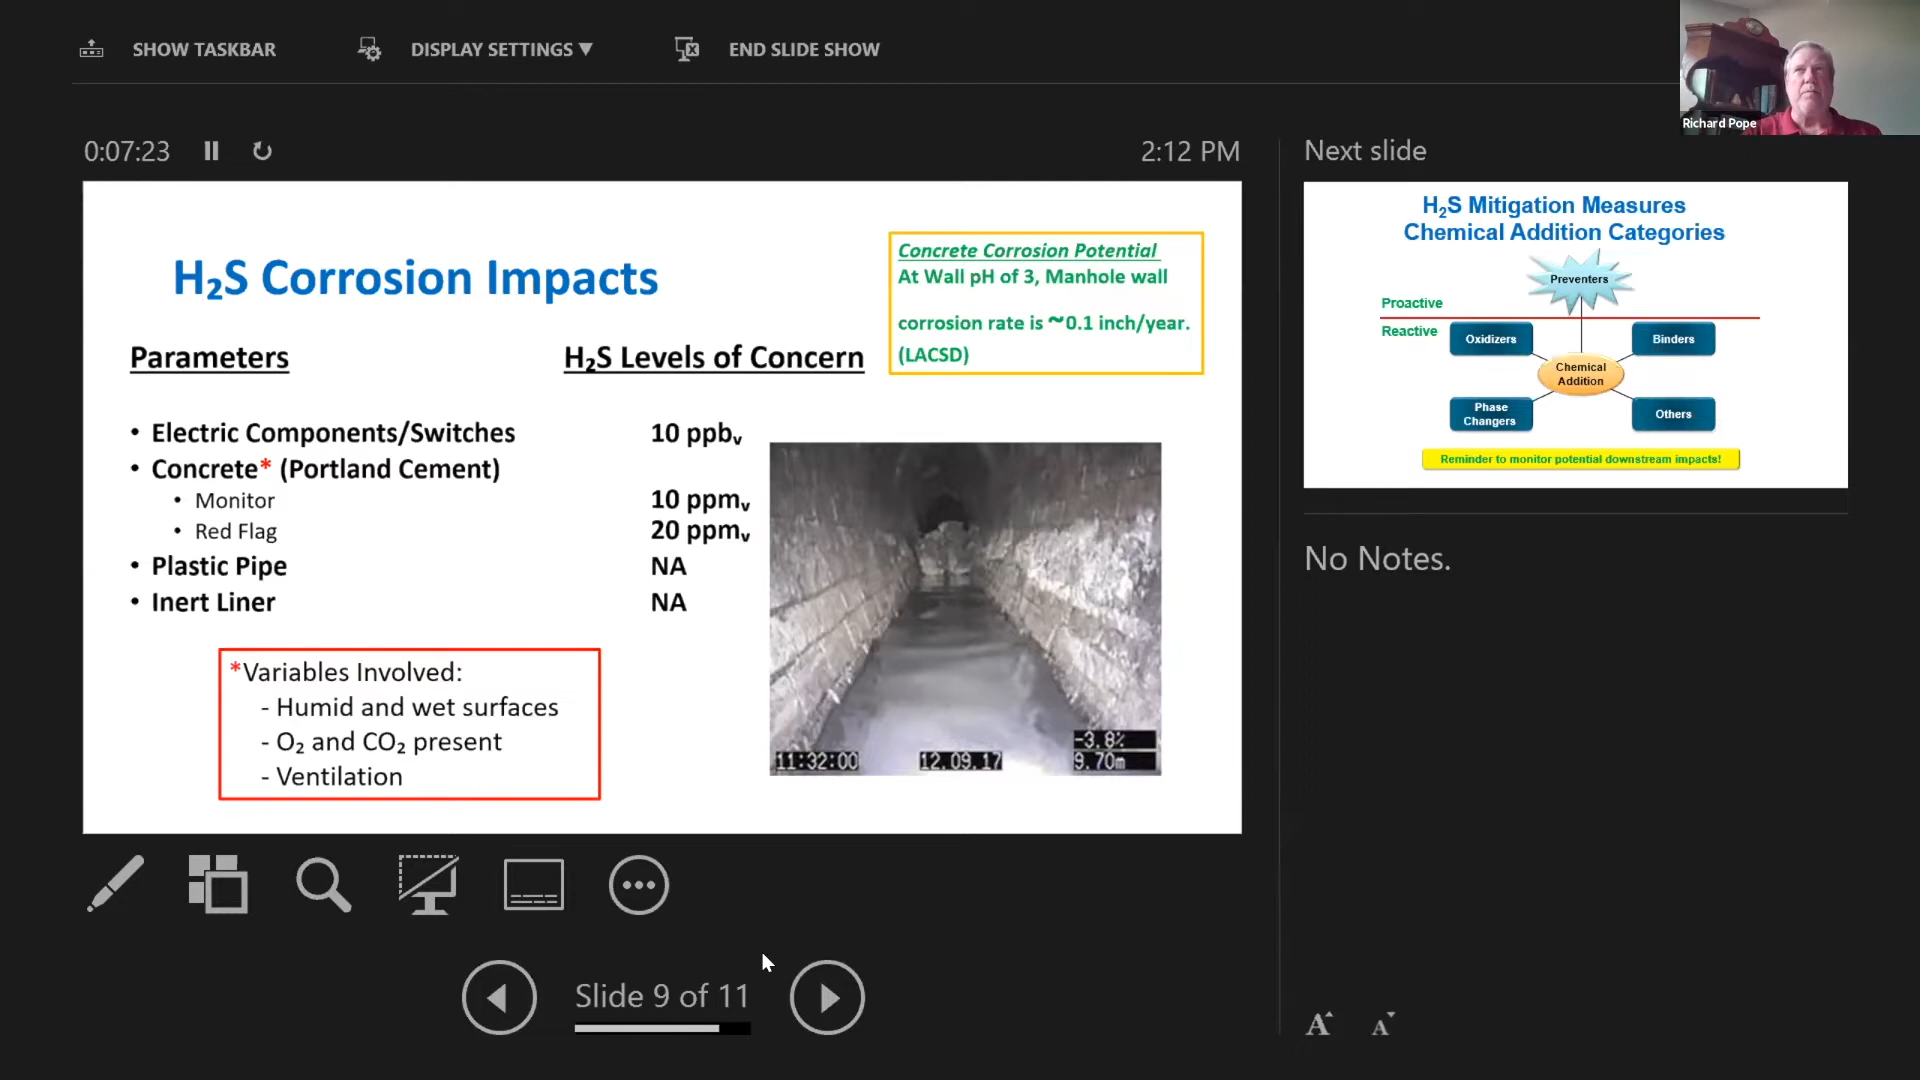 SHOW TASKBAR
DISPLAY SETTINGS ▼
END SLIDE SHOW
Richard Pope
0:07:23
2:12 PM
H₂S Corrosion Impacts
Concrete Corrosion Potential
At Wall pH of 3, Manhole wall
corrosion rate is ~0.1 inch/year.
(LACSD)
Parameters
H₂S Levels of Concern
• Electric Components/Switches 10 ppbᵥ
• Concrete* (Portland Cement)
• Monitor 10 ppmᵥ
• Red Flag 20 ppmᵥ
• Plastic Pipe NA
• Inert Liner NA
*Variables Involved:
- Humid and wet surfaces
- O₂ and CO₂ present
- Ventilation
-3.8%
11:32:00 12.09.17 9.70m
Slide 9 of 11
Next slide
H₂S Mitigation Measures
Chemical Addition Categories
Preventers
Proactive
Reactive
Oxidizers
Binders
Chemical
Addition
Phase
Changers
Others
Reminder to monitor potential downstream impacts!
No Notes.
A A